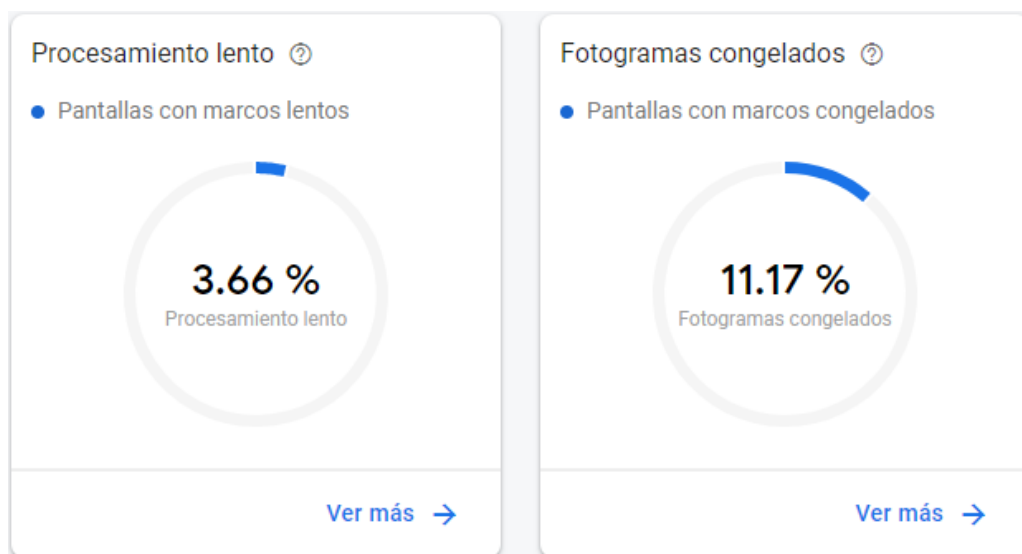 Procesamiento lento
Pantallas con marcos lentos
3.66 %
Procesamiento lento
Ver más
Fotogramas congelados
Pantallas con marcos congelados
11.17 %
Fotogramas congelados
Ver más